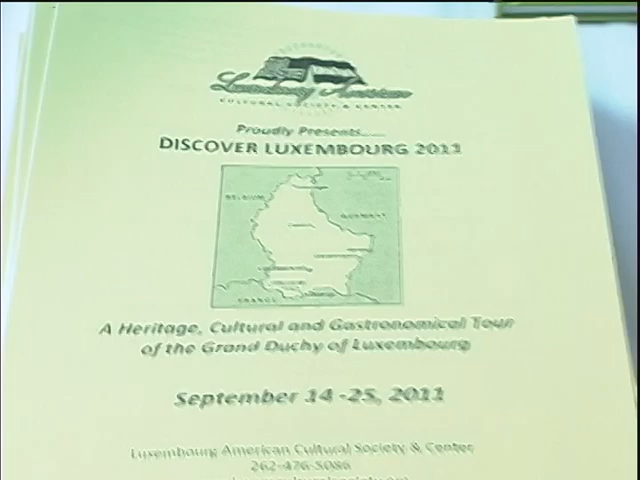 Luxembourg American
CULTURAL SOCIETY & CENTER
Proudly Presents.....
DISCOVER LUXEMBOURG 2011
BELGIUM
GERMANY
FRANCE
A Heritage, Cultural and Gastronomical Tour
of the Grand Duchy of Luxembourg
September 14 -25, 2011
Luxembourg American Cultural Society & Center
262-476-5086